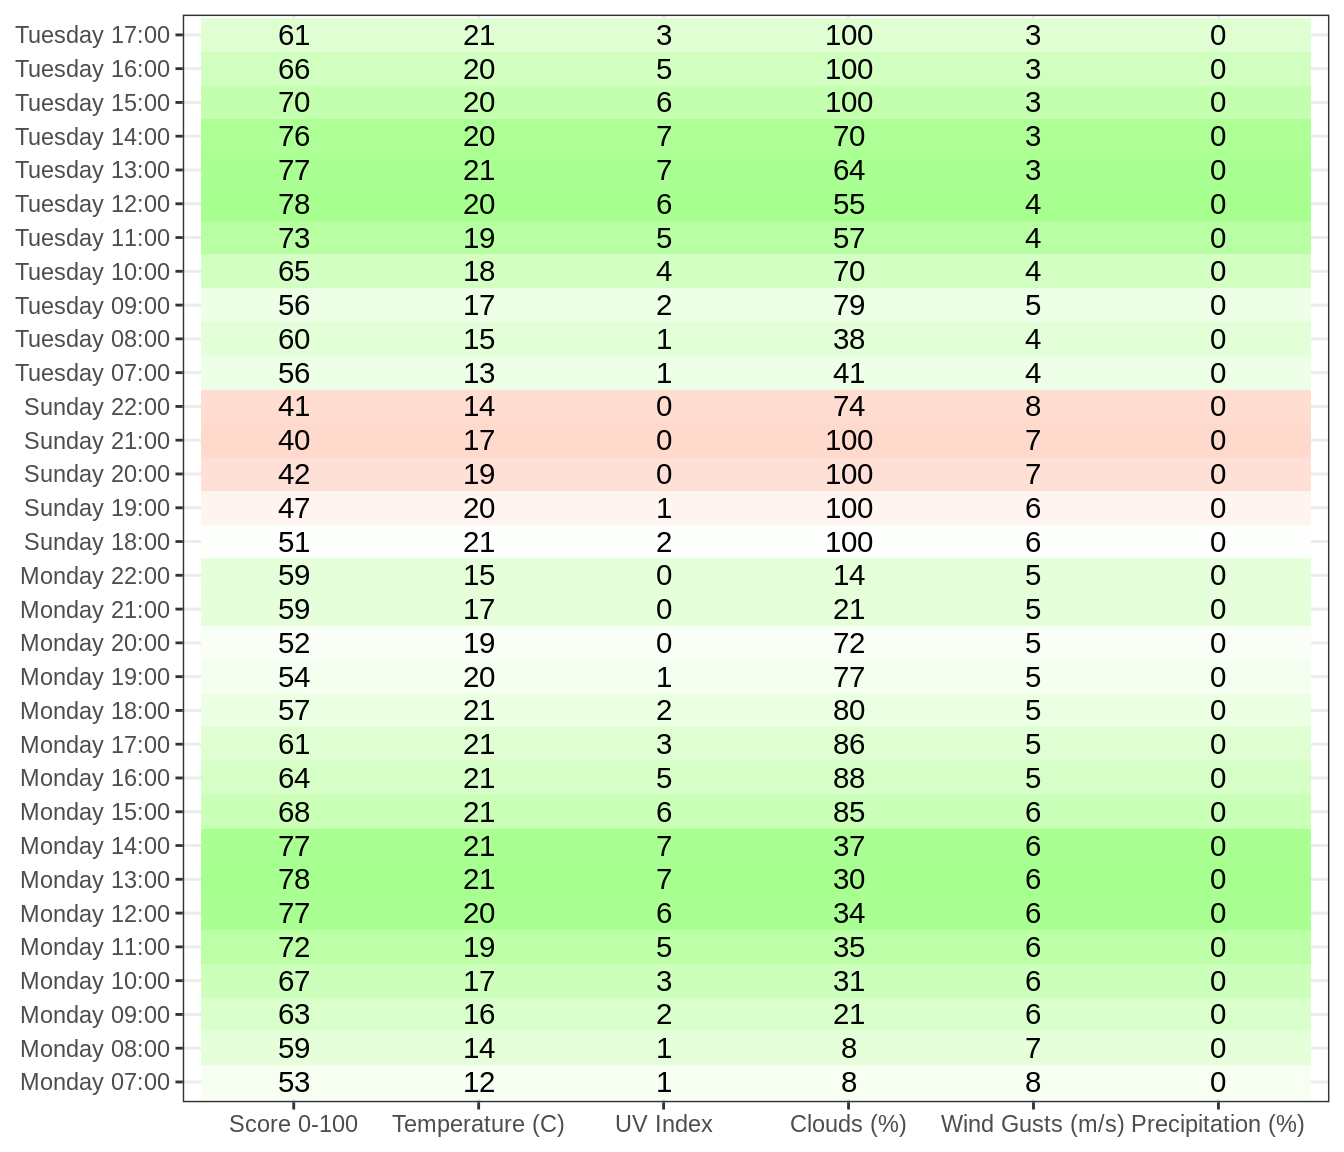 Tuesday 17:00 61 21 3 100 3 0
Tuesday 16:00 66 20 5 100 3 0
Tuesday 15:00 70 20 6 100 3 0
Tuesday 14:00 76 20 7 70 3 0
Tuesday 13:00 77 21 7 64 3 0
Tuesday 12:00 78 20 6 55 4 0
Tuesday 11:00 73 19 5 57 4 0
Tuesday 10:00 65 18 4 70 4 0
Tuesday 09:00 56 17 2 79 5 0
Tuesday 08:00 60 15 1 38 4 0
Tuesday 07:00 56 13 1 41 4 0
Sunday 22:00 41 14 0 74 8 0
Sunday 21:00 40 17 0 100 7 0
Sunday 20:00 42 19 0 100 7 0
Sunday 19:00 47 20 1 100 6 0
Sunday 18:00 51 21 2 100 6 0
Monday 22:00 59 15 0 14 5 0
Monday 21:00 59 17 0 21 5 0
Monday 20:00 52 19 0 72 5 0
Monday 19:00 54 20 1 77 5 0
Monday 18:00 57 21 2 80 5 0
Monday 17:00 61 21 3 86 5 0
Monday 16:00 64 21 5 88 5 0
Monday 15:00 68 21 6 85 6 0
Monday 14:00 77 21 7 37 6 0
Monday 13:00 78 21 7 30 6 0
Monday 12:00 77 20 6 34 6 0
Monday 11:00 72 19 5 35 6 0
Monday 10:00 67 17 3 31 6 0
Monday 09:00 63 16 2 21 6 0
Monday 08:00 59 14 1 8 7 0
Monday 07:00 53 12 1 8 8 0
Score 0-100 Temperature (C) UV Index Clouds (%) Wind Gusts (m/s) Precipitation (%)